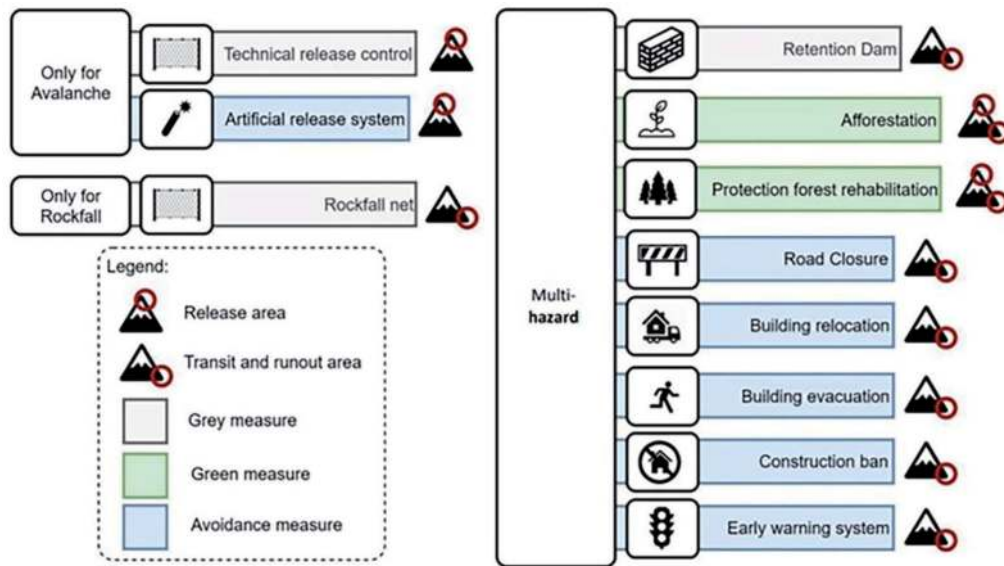 Only for
Avalanche
Technical release control
Artificial release system
Only for
Rockfall
Rockfall net
Legend:
Release area
Transit and runout area
Grey measure
Green measure
Avoidance measure
Multi-
hazard
Retention Dam
Afforestation
Protection forest rehabilitation
Road Closure
Building relocation
Building evacuation
Construction ban
Early warning system